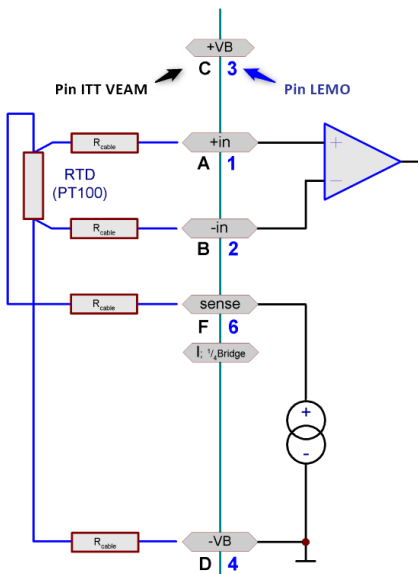 +VB
C 3
Pin ITT VEAM
Pin LEMO
Rcable
+in
A 1
+
RTD
(PT100)
Rcable
-in
B 2
–
Rcable
sense
F 6
I; ¼Bridge
+
-
Rcable
-VB
D 4